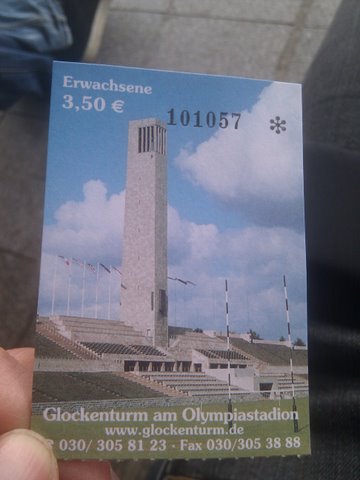 Erwachsene
3,50 €
101057 *
Glockenturm am Olympiastadion
www.glockenturm.de
☎ 030/ 305 81 23 - Fax 030/305 38 88